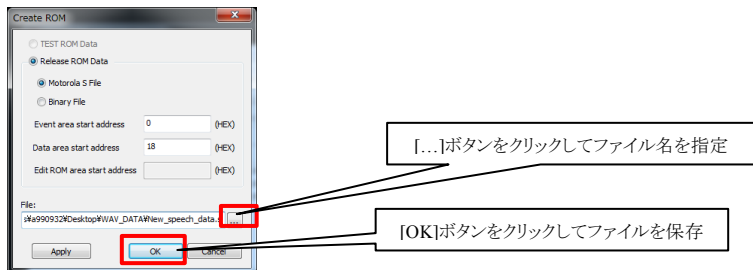 Create ROM
TEST ROM Data
Release ROM Data
Motorola S File
Binary File
Event area start address 0 (HEX)
Data area start address 18 (HEX)
Edit ROM area start address (HEX)
File:
s¥a990932¥Desktop¥WAV_DATA¥New_speech_data.s ...
Apply OK Cancel
[...]ボタンをクリックしてファイル名を指定
[OK]ボタンをクリックしてファイルを保存